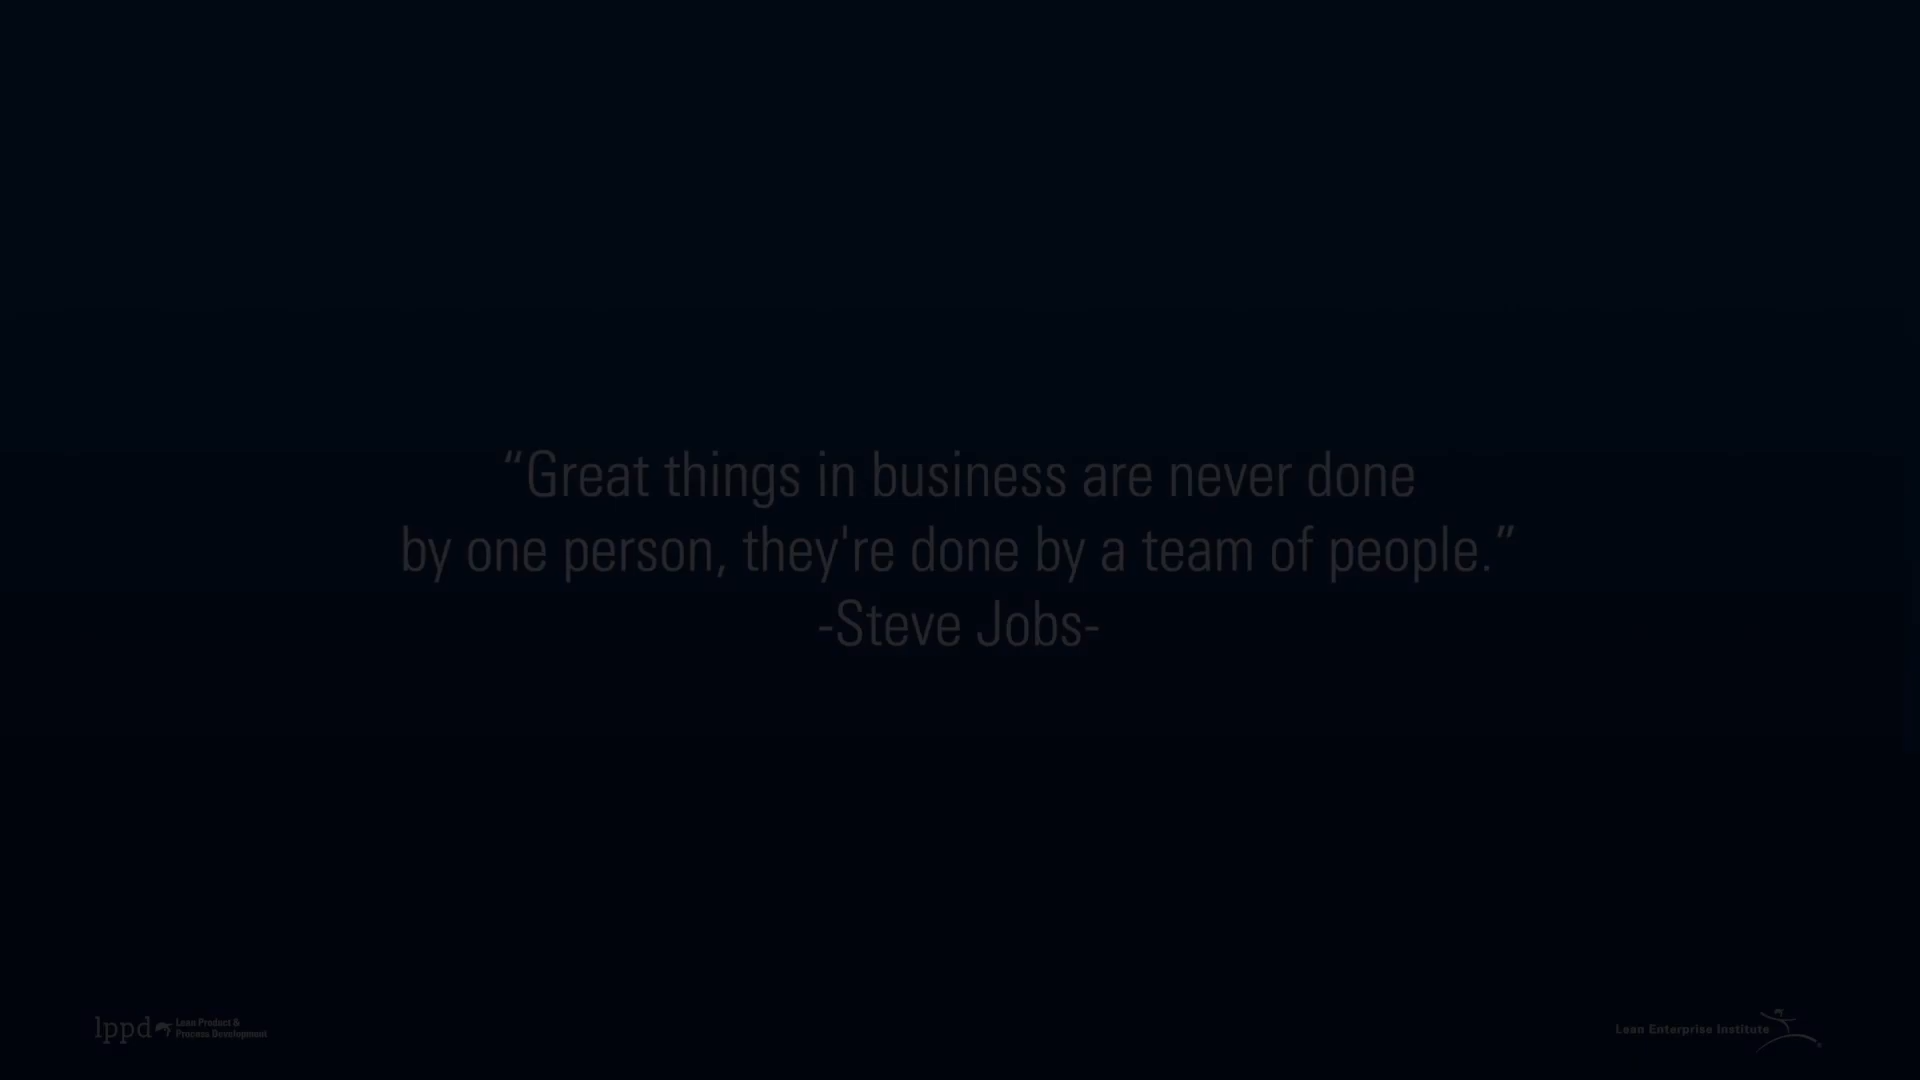 “Great things in business are never done
by one person, they're done by a team of people.”
-Steve Jobs-
lppd Lean Product &
Process Development
Lean Enterprise Institute